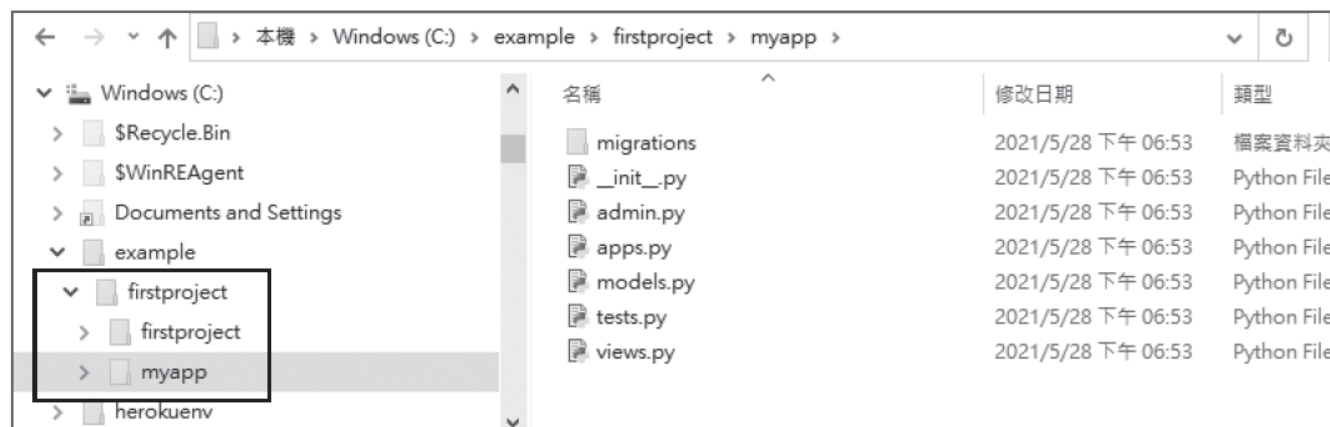 本機 > Windows (C:) > example > firstproject > myapp >
Windows (C:)
$Recycle.Bin
$WinREAgent
Documents and Settings
example
firstproject
firstproject
myapp
herokuenv
名稱 修改日期 類型
migrations 2021/5/28 下午 06:53 檔案資料夾
__init__.py 2021/5/28 下午 06:53 Python File
admin.py 2021/5/28 下午 06:53 Python File
apps.py 2021/5/28 下午 06:53 Python File
models.py 2021/5/28 下午 06:53 Python File
tests.py 2021/5/28 下午 06:53 Python File
views.py 2021/5/28 下午 06:53 Python File